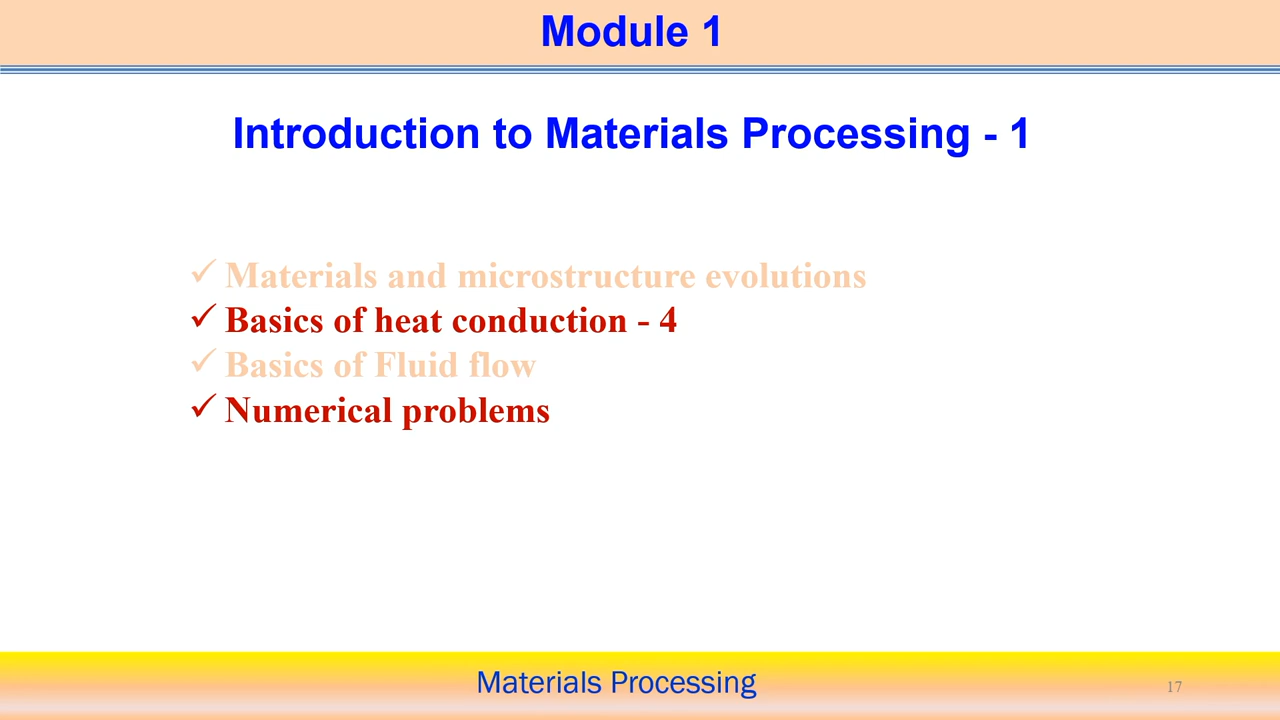 Module 1
Introduction to Materials Processing - 1
✓ Materials and microstructure evolutions
✓ Basics of heat conduction - 4
✓ Basics of Fluid flow
✓ Numerical problems
Materials Processing
17